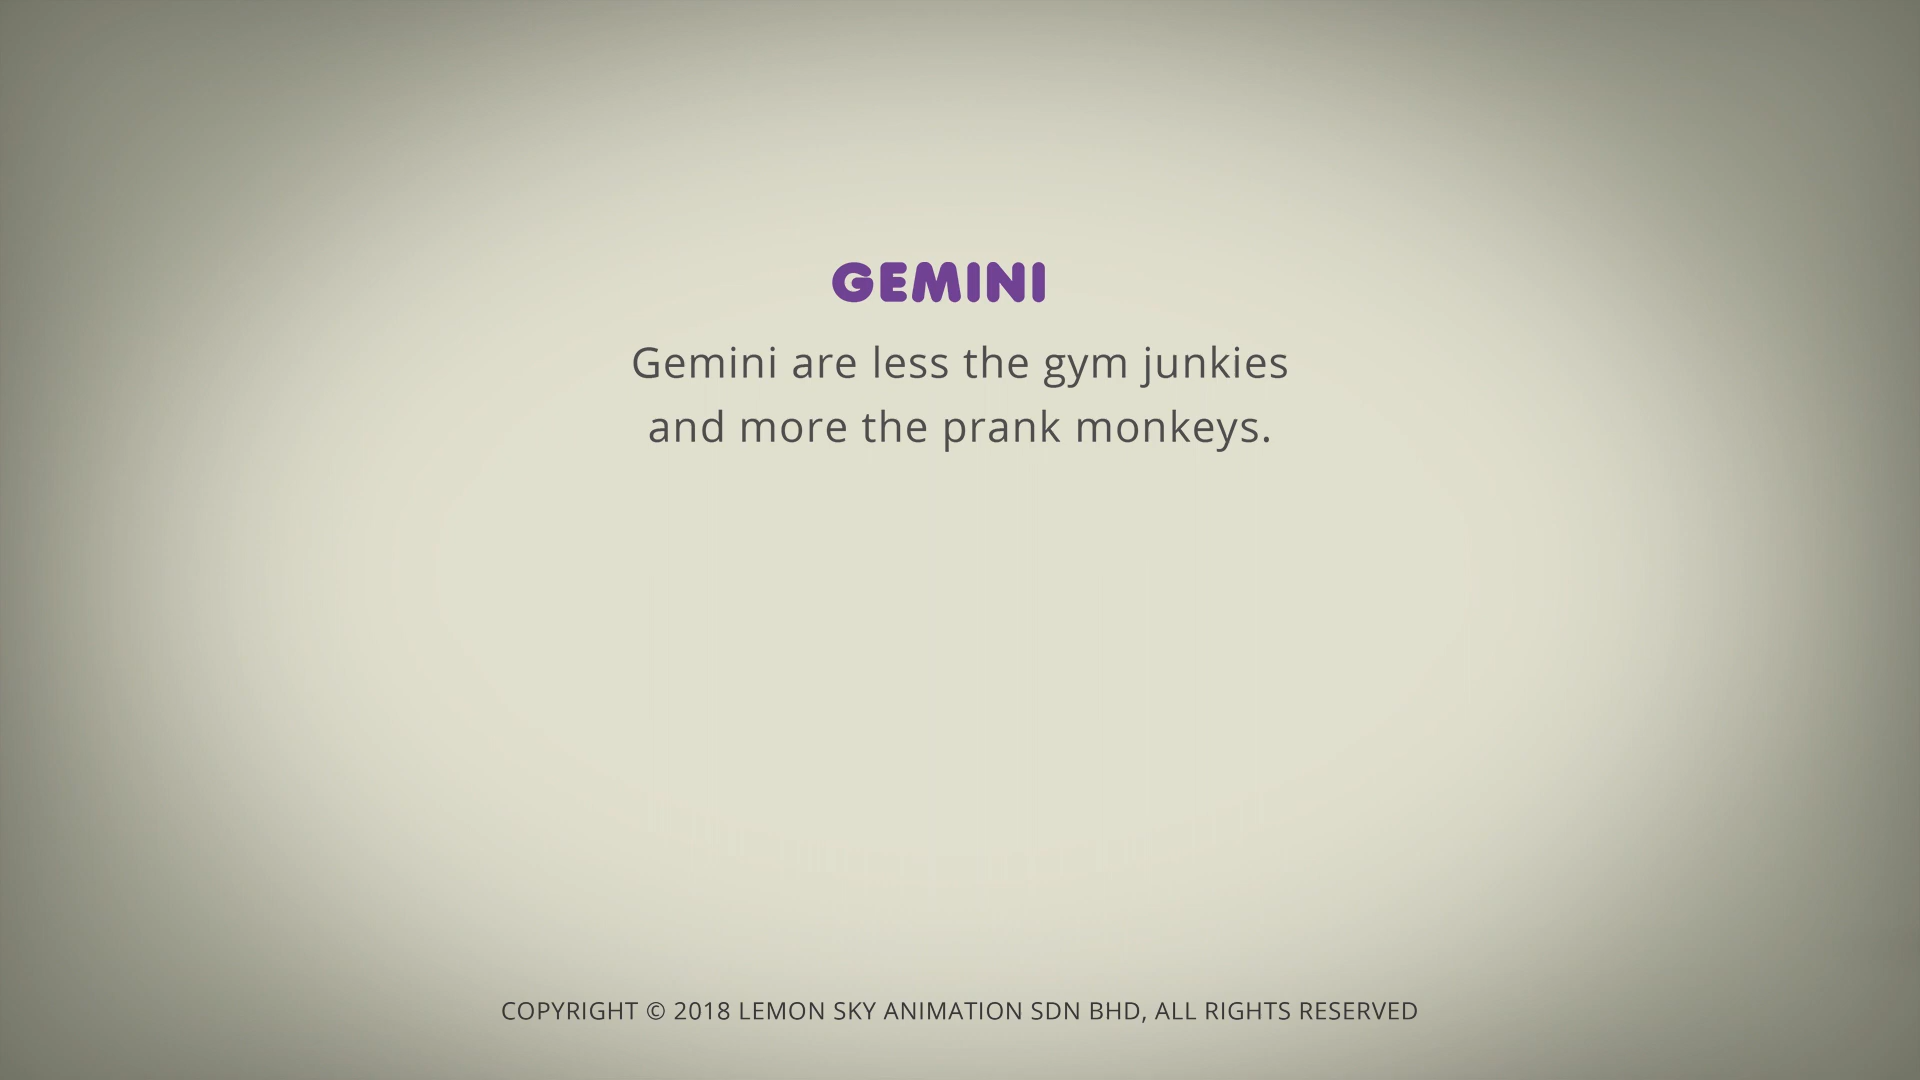 GEMINI
Gemini are less the gym junkies
and more the prank monkeys.
COPYRIGHT © 2018 LEMON SKY ANIMATION SDN BHD, ALL RIGHTS RESERVED